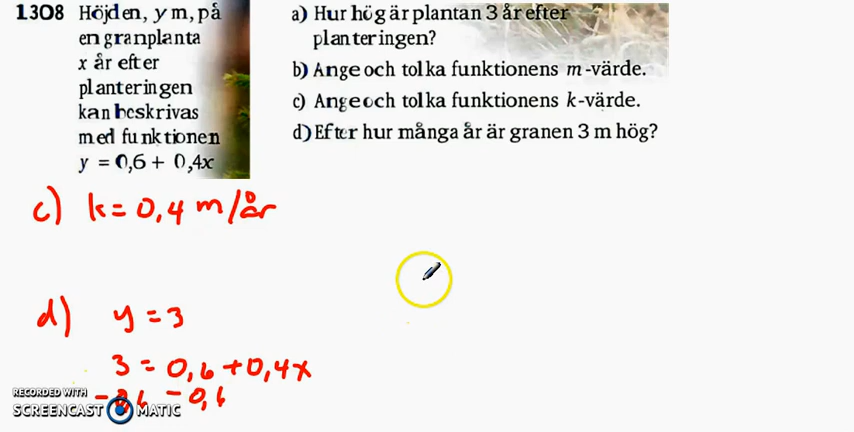 1308 Höjden, y m, på
en granplanta
x år efter
planteringen
kan beskrivas
med funktionen
y = 0,6 + 0,4x
a) Hur hög är plantan 3 år efter
planteringen?
b) Ange och tolka funktionens m-värde.
c) Ange och tolka funktionens k-värde.
d) Efter hur många år är granen 3 m hög?
c) k = 0,4 m/år
d) y = 3
3 = 0,6 + 0,4x
- 0,6 - 0,6
RECORDED WITH
SCREENCAST MATIC